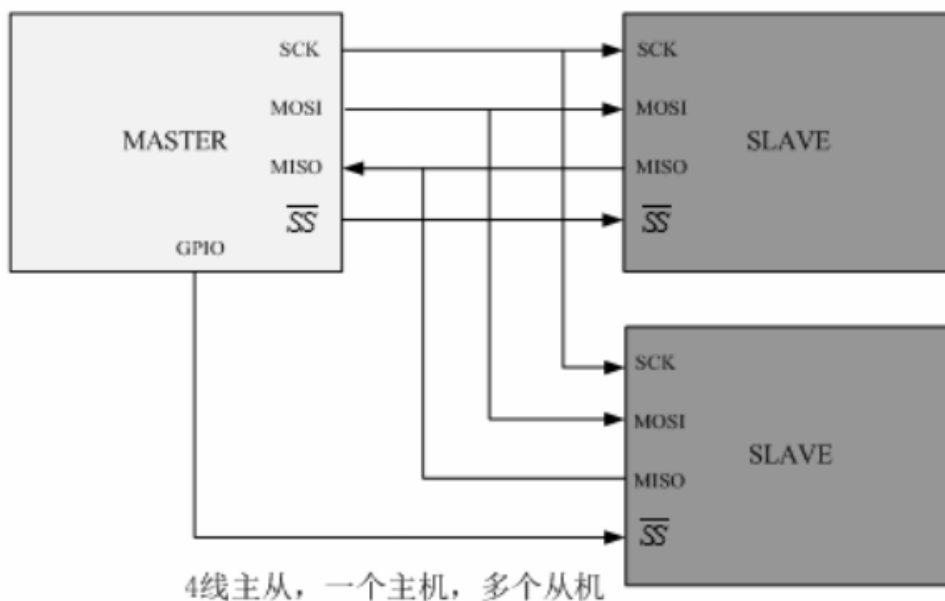 SCK
MOSI
MASTER
MISO
SS
GPIO
SCK
MOSI
SLAVE
MISO
SS
SCK
MOSI
SLAVE
MISO
SS
4线主从，一个主机，多个从机